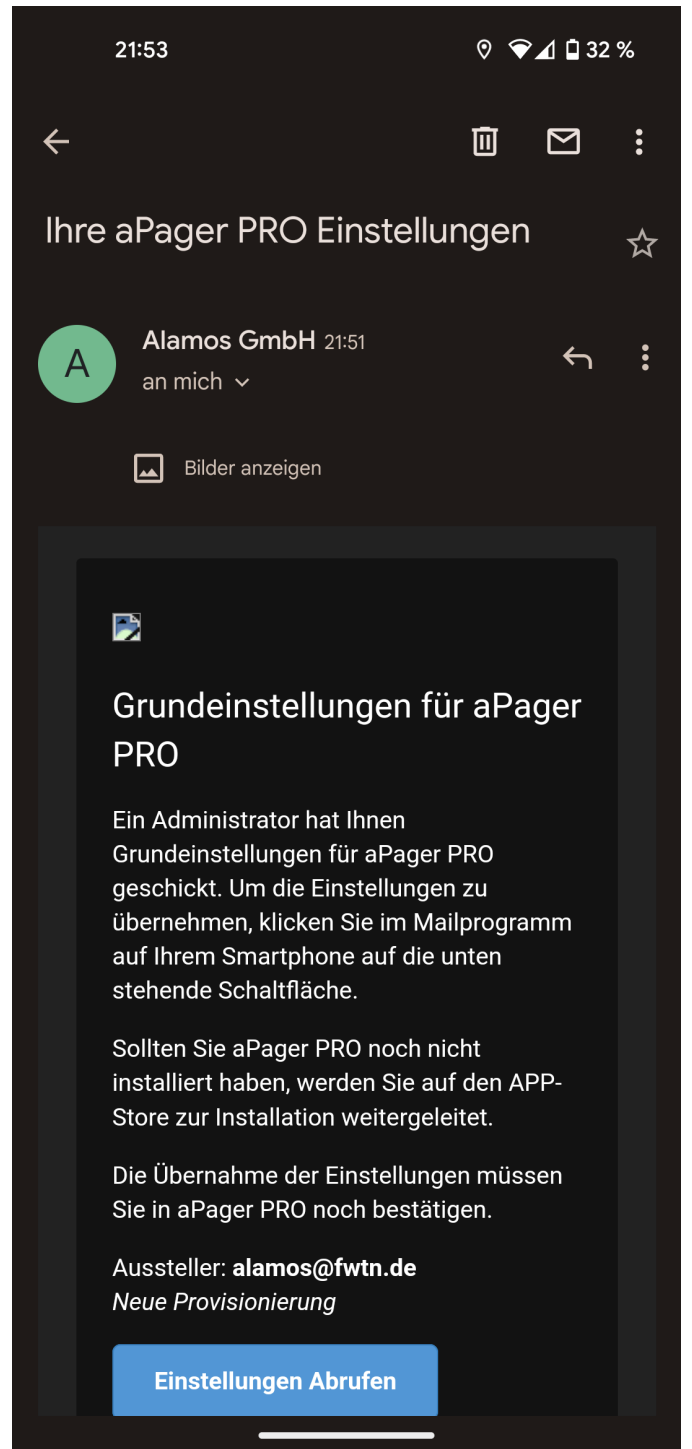 21:53
32 %
Ihre aPager PRO Einstellungen
A
Alamos GmbH 21:51
an mich
Bilder anzeigen
Grundeinstellungen für aPager
PRO
Ein Administrator hat Ihnen
Grundeinstellungen für aPager PRO
geschickt. Um die Einstellungen zu
übernehmen, klicken Sie im Mailprogramm
auf Ihrem Smartphone auf die unten
stehende Schaltfläche.
Sollten Sie aPager PRO noch nicht
installiert haben, werden Sie auf den APP-
Store zur Installation weitergeleitet.
Die Übernahme der Einstellungen müssen
Sie in aPager PRO noch bestätigen.
Aussteller: alamos@fwtn.de
Neue Provisionierung
Einstellungen Abrufen